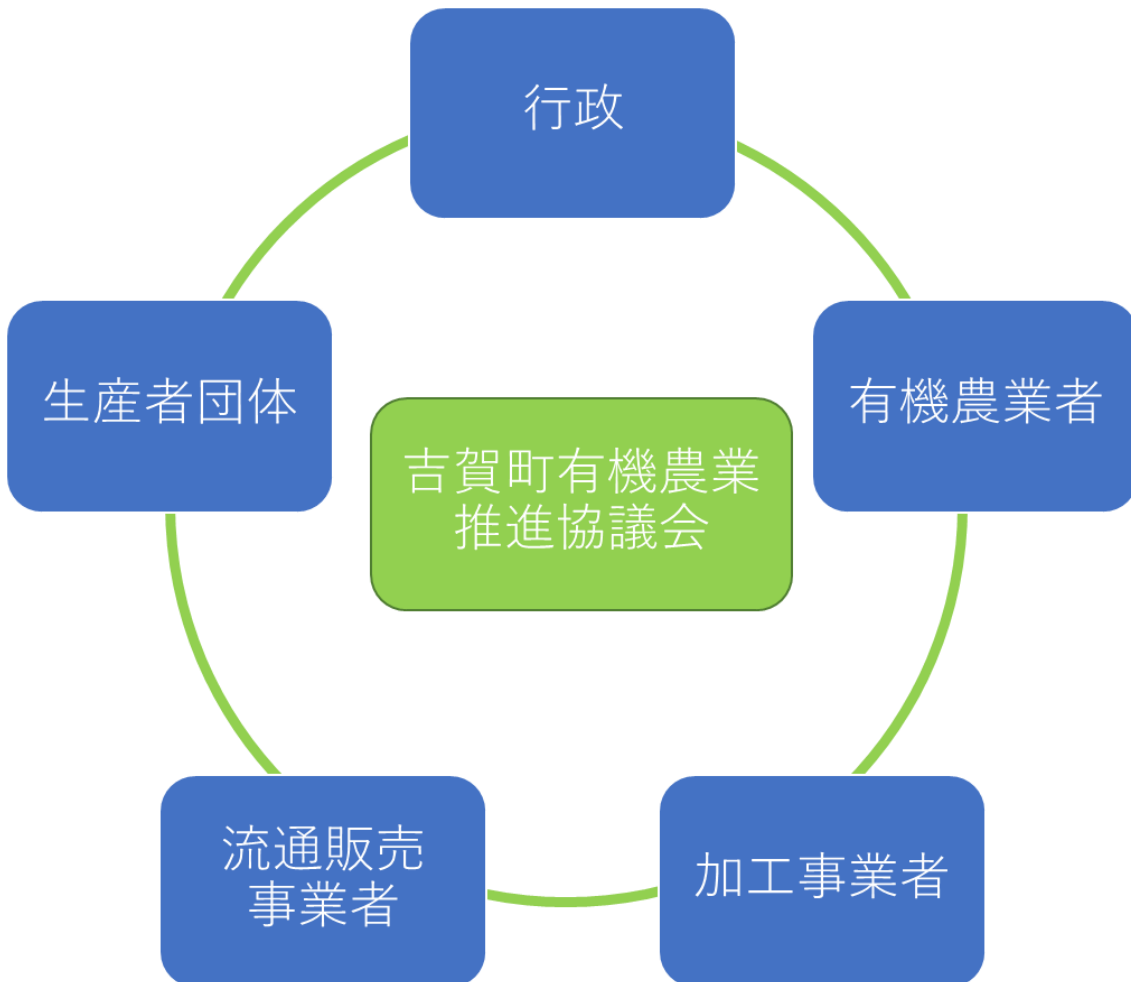 行政
生産者団体
有機農業者
吉賀町有機農業
推進協議会
流通販売
事業者
加工事業者